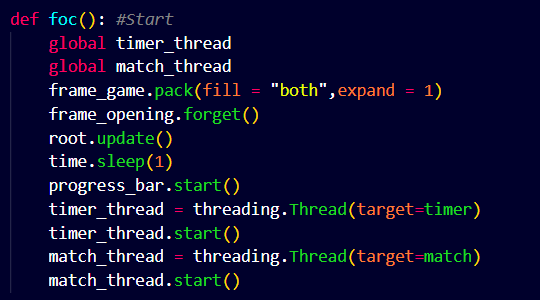 def foc(): #Start
    global timer_thread
    global match_thread
    frame_game.pack(fill = "both",expand = 1)
    frame_opening.forget()
    root.update()
    time.sleep(1)
    progress_bar.start()
    timer_thread = threading.Thread(target=timer)
    timer_thread.start()
    match_thread = threading.Thread(target=match)
    match_thread.start()